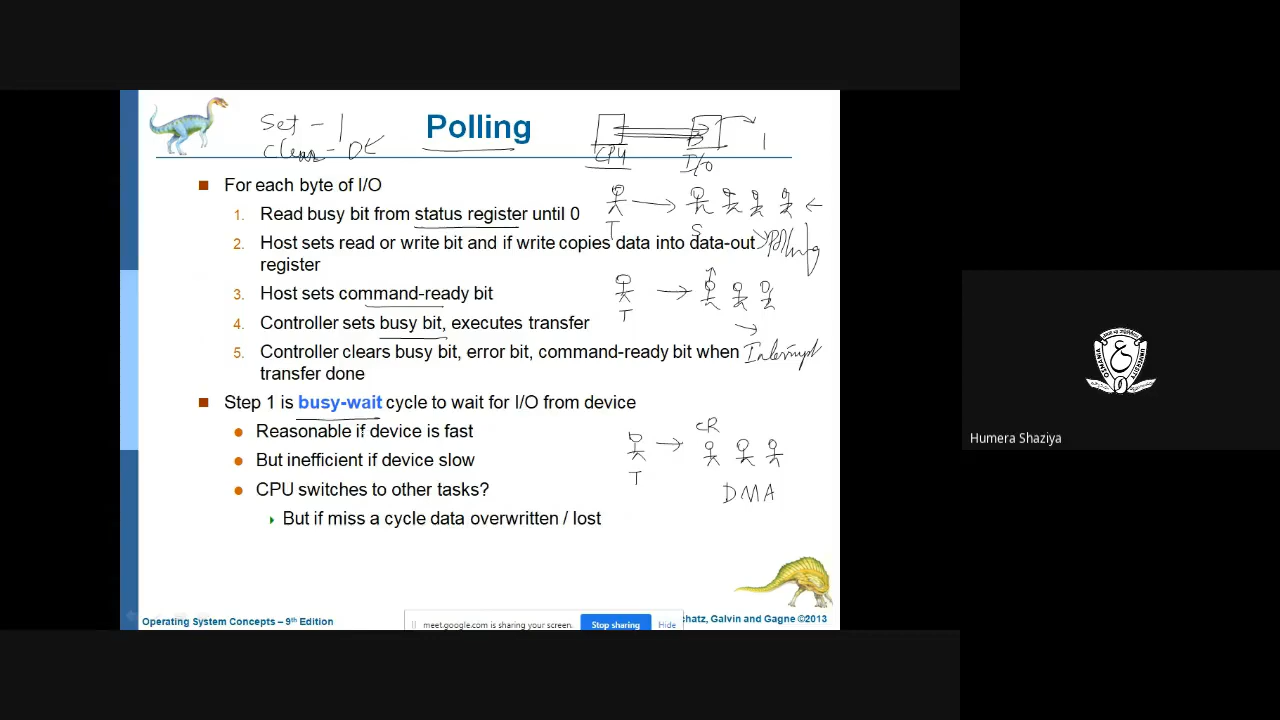 Set - 1
Polling
Clear - 0
CPU
I/O
1
For each byte of I/O
1. Read busy bit from status register until 0
T
S
2. Host sets read or write bit and if write copies data into data-out
register
Polling
3. Host sets command-ready bit
T
4. Controller sets busy bit, executes transfer
5. Controller clears busy bit, error bit, command-ready bit when
transfer done
Interrupt
Step 1 is busy-wait cycle to wait for I/O from device
Reasonable if device is fast
CR
But inefficient if device slow
T
CPU switches to other tasks?
DMA
But if miss a cycle data overwritten / lost
Operating System Concepts – 9th Edition
meet.google.com is sharing your screen.
Stop sharing
Hide
chatz, Galvin and Gagne ©2013
Humera Shaziya